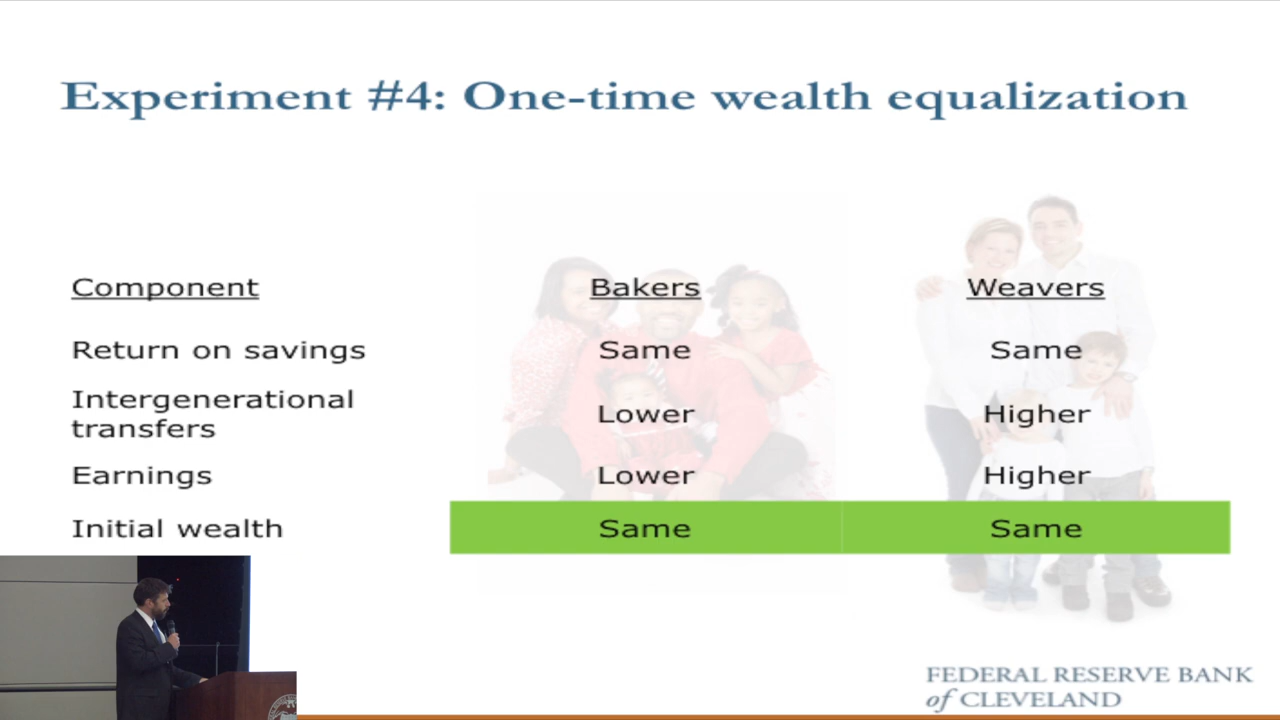 Experiment #4: One-time wealth equalization
Component Bakers Weavers
Return on savings Same Same
Intergenerational
transfers Lower Higher
Earnings Lower Higher
Initial wealth Same Same
FEDERAL RESERVE BANK
of CLEVELAND